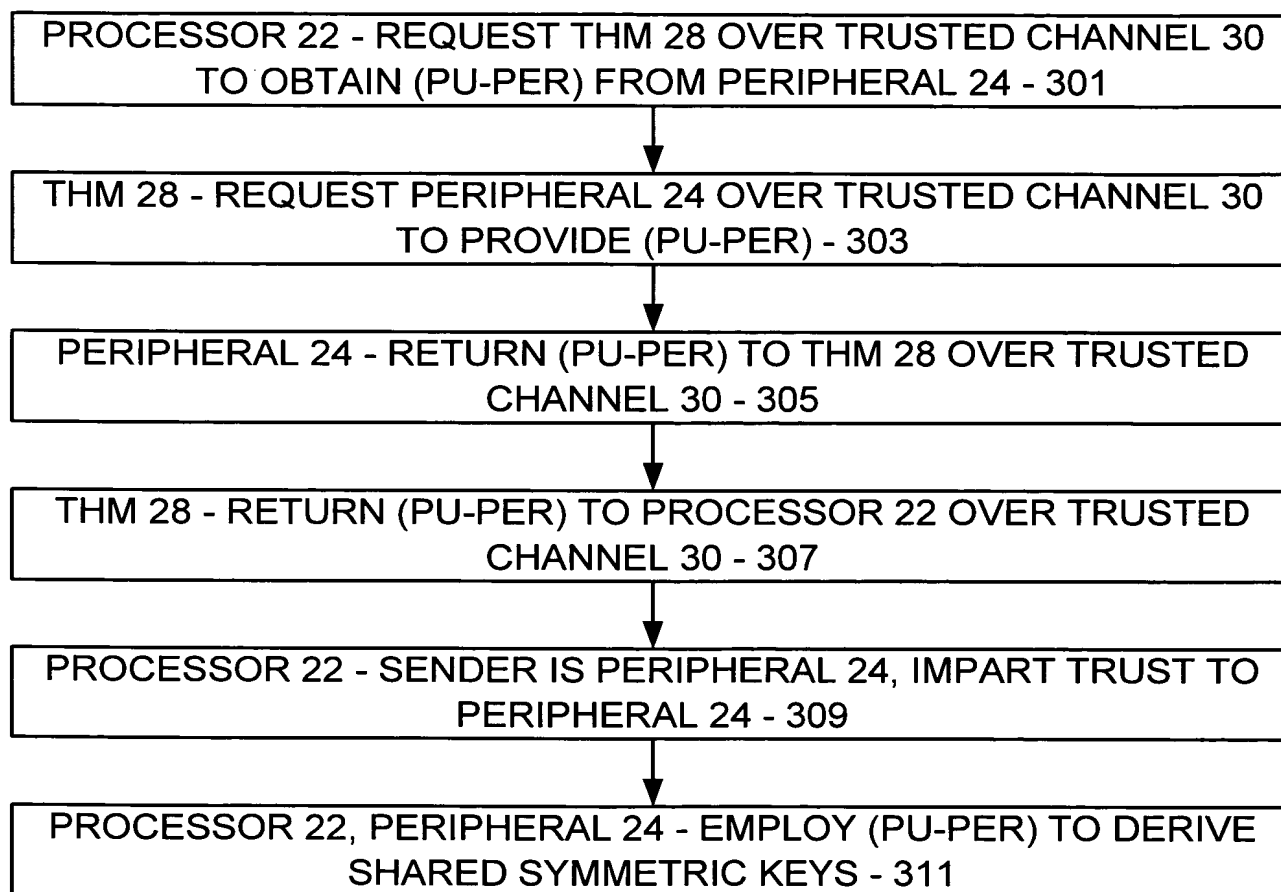 PROCESSOR 22 - REQUEST THM 28 OVER TRUSTED CHANNEL 30
TO OBTAIN (PU-PER) FROM PERIPHERAL 24 - 301
THM 28 - REQUEST PERIPHERAL 24 OVER TRUSTED CHANNEL 30
TO PROVIDE (PU-PER) - 303
PERIPHERAL 24 - RETURN (PU-PER) TO THM 28 OVER TRUSTED
CHANNEL 30 - 305
THM 28 - RETURN (PU-PER) TO PROCESSOR 22 OVER TRUSTED
CHANNEL 30 - 307
PROCESSOR 22 - SENDER IS PERIPHERAL 24, IMPART TRUST TO
PERIPHERAL 24 - 309
PROCESSOR 22, PERIPHERAL 24 - EMPLOY (PU-PER) TO DERIVE
SHARED SYMMETRIC KEYS - 311